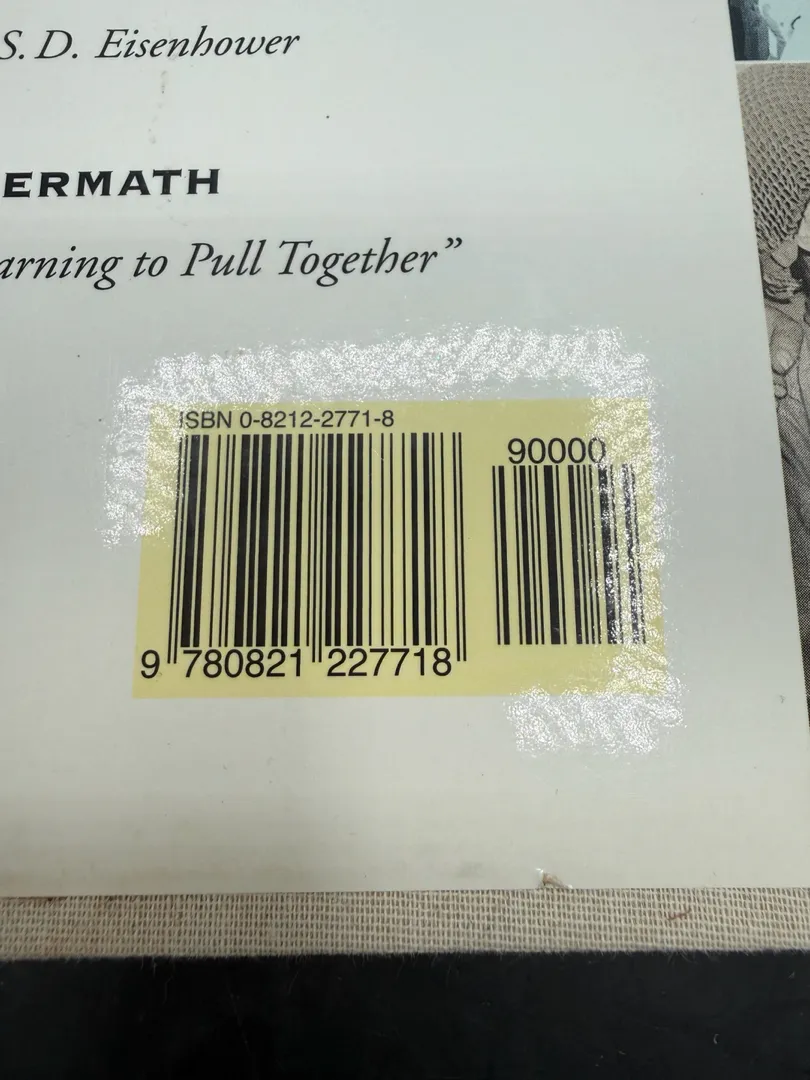 S. D. Eisenhower
ERMATH
arning to Pull Together”
ISBN 0-8212-2771-8
90000
9 780821 227718